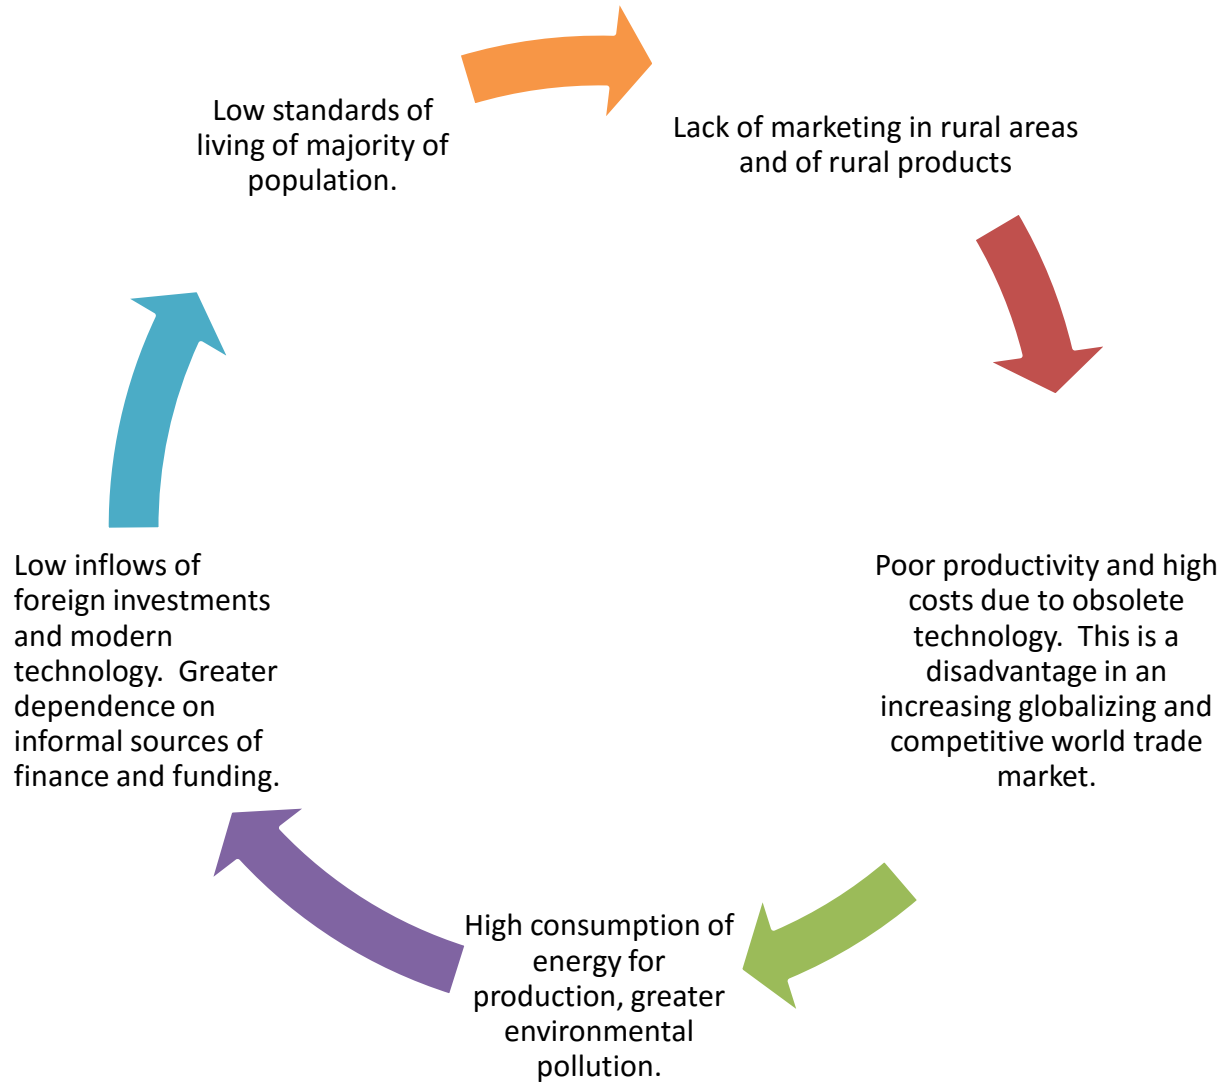 Low standards of
living of majority of
population.
Lack of marketing in rural areas
and of rural products
Poor productivity and high
costs due to obsolete
technology.  This is a
disadvantage in an
increasing globalizing and
competitive world trade
market.
High consumption of
energy for
production, greater
environmental
pollution.
Low inflows of
foreign investments
and modern
technology.  Greater
dependence on
informal sources of
finance and funding.